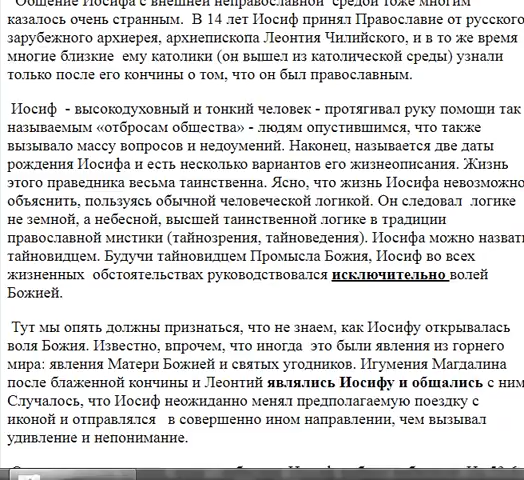 Общение Иосифа с внешней неправославной средой тоже многим
казалось очень странным. В 14 лет Иосиф принял Православие от русского
зарубежного архиерея, архиепископа Леонтия Чилийского, и в то же время
многие близкие ему католики (он вышел из католической среды) узнали
только после его кончины о том, что он был православным.
Иосиф - высокодуховный и тонкий человек - протягивал руку помоши так
называемым «отбросам общества» - людям опустившимся, что также
вызывало массу вопросов и недоумений. Наконец, называется две даты
рождения Иосифа и есть несколько вариантов его жизнеописания. Жизнь
этого праведника весьма таинственна. Ясно, что жизнь Иосифа невозможно
объяснить, пользуясь обычной человеческой логикой. Он следовал логике
не земной, а небесной, высшей таинственной логике в традиции
православной мистики (тайнозрения, тайноведения). Иосифа можно назват
тайновидцем. Будучи тайновидцем Промысла Божия, Иосиф во всех
жизненных обстоятельствах руководствовался исключительно волей
Божией.
Тут мы опять должны признаться, что не знаем, как Иосифу открывалась
воля Божия. Известно, впрочем, что иногда это были явления из горнего
мира: явления Матери Божией и святых угодников. Игумения Магдалина
после блаженной кончины и Леонтий являлись Иосифу и общались с ним
Случалось, что Иосиф неожиданно менял предполагаемую поездку с
иконой и отправлялся в совершенно ином направлении, чем вызывал
удивление и непонимание.